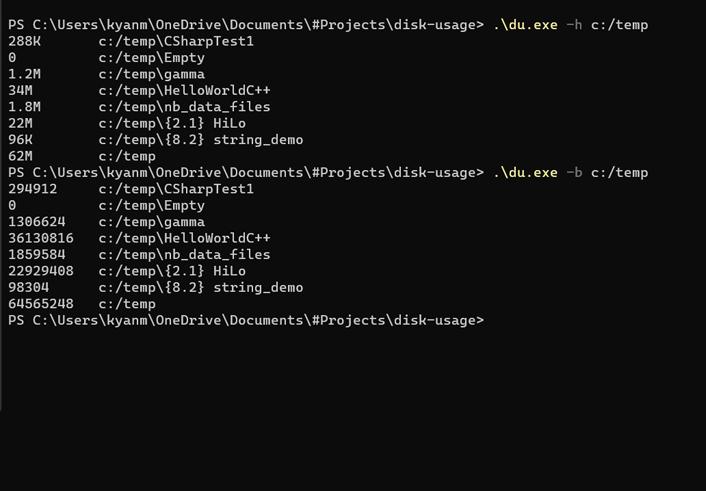 PS C:\Users\kyanm\OneDrive\Documents\#Projects\disk-usage> .\du.exe -h c:/temp
288K    c:/temp\CSharpTest1
0       c:/temp\Empty
1.2M    c:/temp\gamma
34M     c:/temp\HelloWorldC++
1.8M    c:/temp\nb_data_files
22M     c:/temp\{2.1} HiLo
96K     c:/temp\{8.2} string_demo
62M     c:/temp
PS C:\Users\kyanm\OneDrive\Documents\#Projects\disk-usage> .\du.exe -b c:/temp
294912  c:/temp\CSharpTest1
0       c:/temp\Empty
1306624 c:/temp\gamma
36130816        c:/temp\HelloWorldC++
1859584 c:/temp\nb_data_files
22929408        c:/temp\{2.1} HiLo
98304   c:/temp\{8.2} string_demo
64565248        c:/temp
PS C:\Users\kyanm\OneDrive\Documents\#Projects\disk-usage>